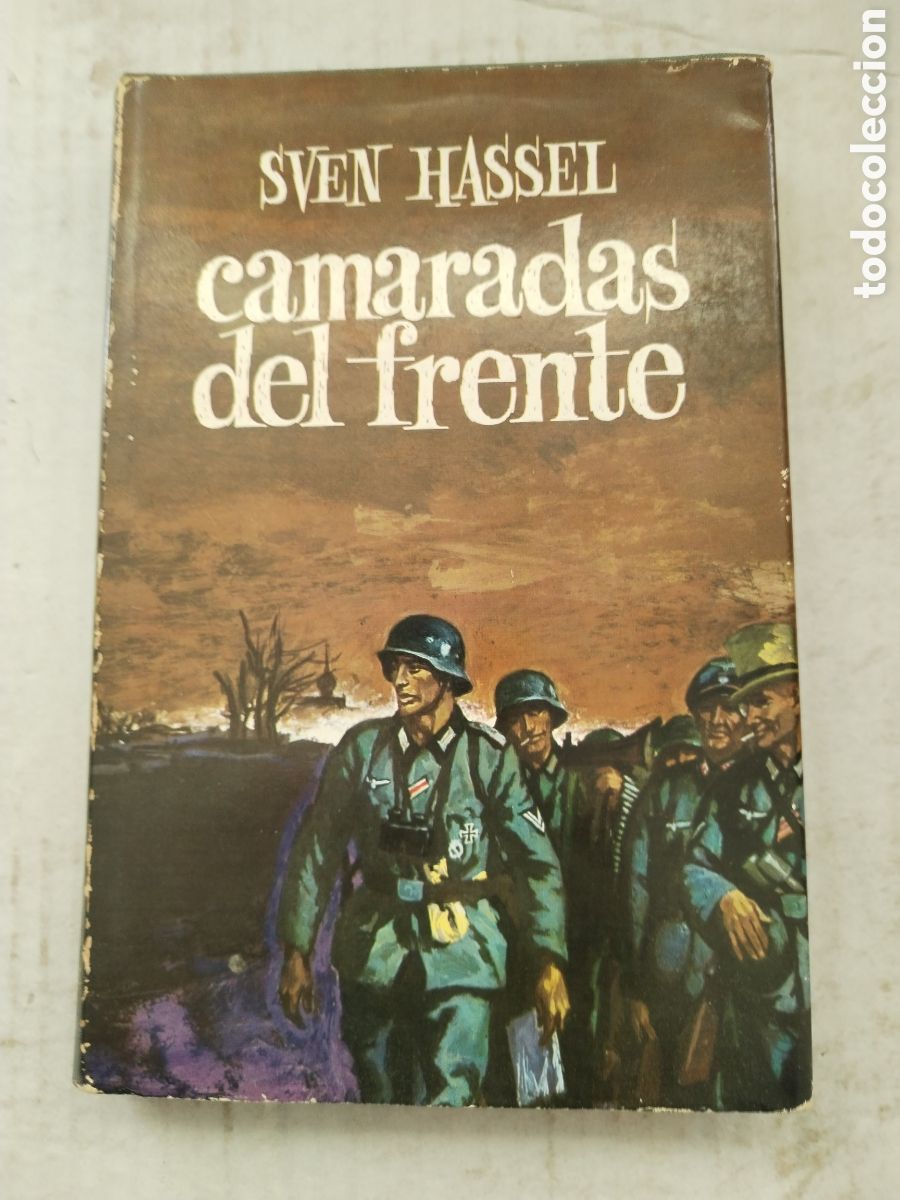 SVEN HASSEL
camaradas
del frente
todocoleccion